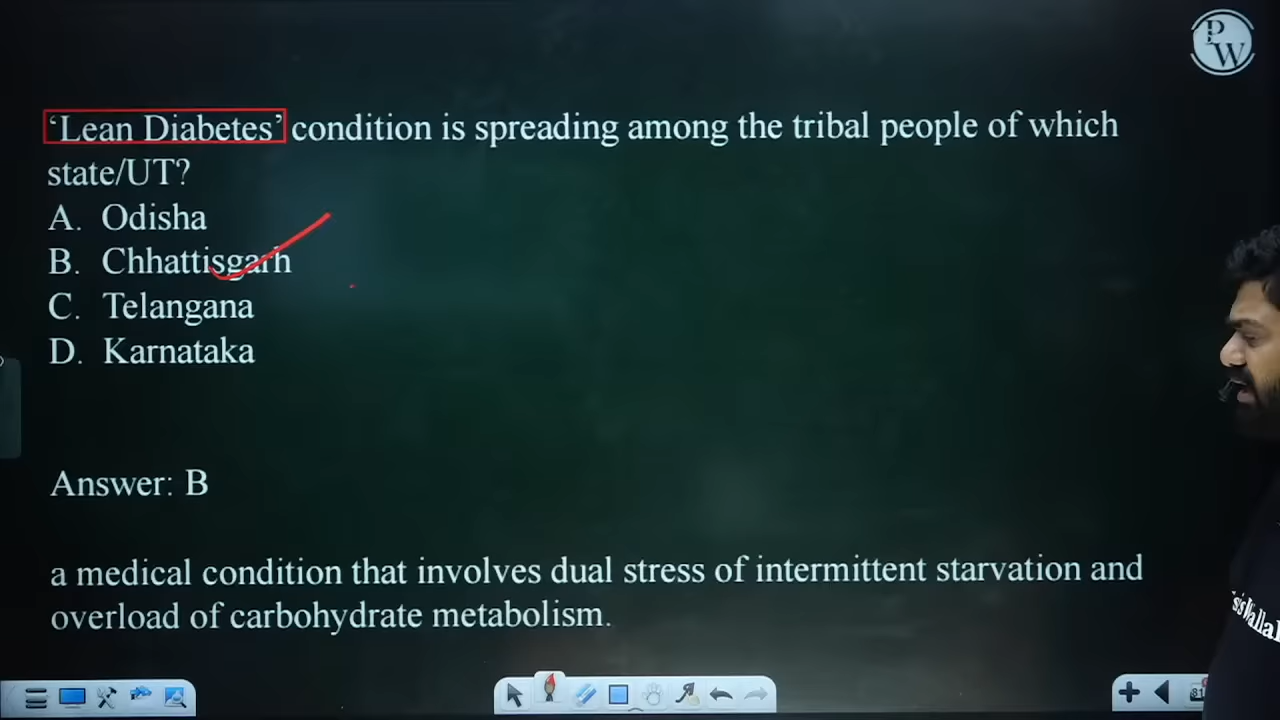 PW
‘Lean Diabetes’ condition is spreading among the tribal people of which
state/UT?
A. Odisha
B. Chhattisgarh
C. Telangana
D. Karnataka
Answer: B
a medical condition that involves dual stress of intermittent starvation and
overload of carbohydrate metabolism.